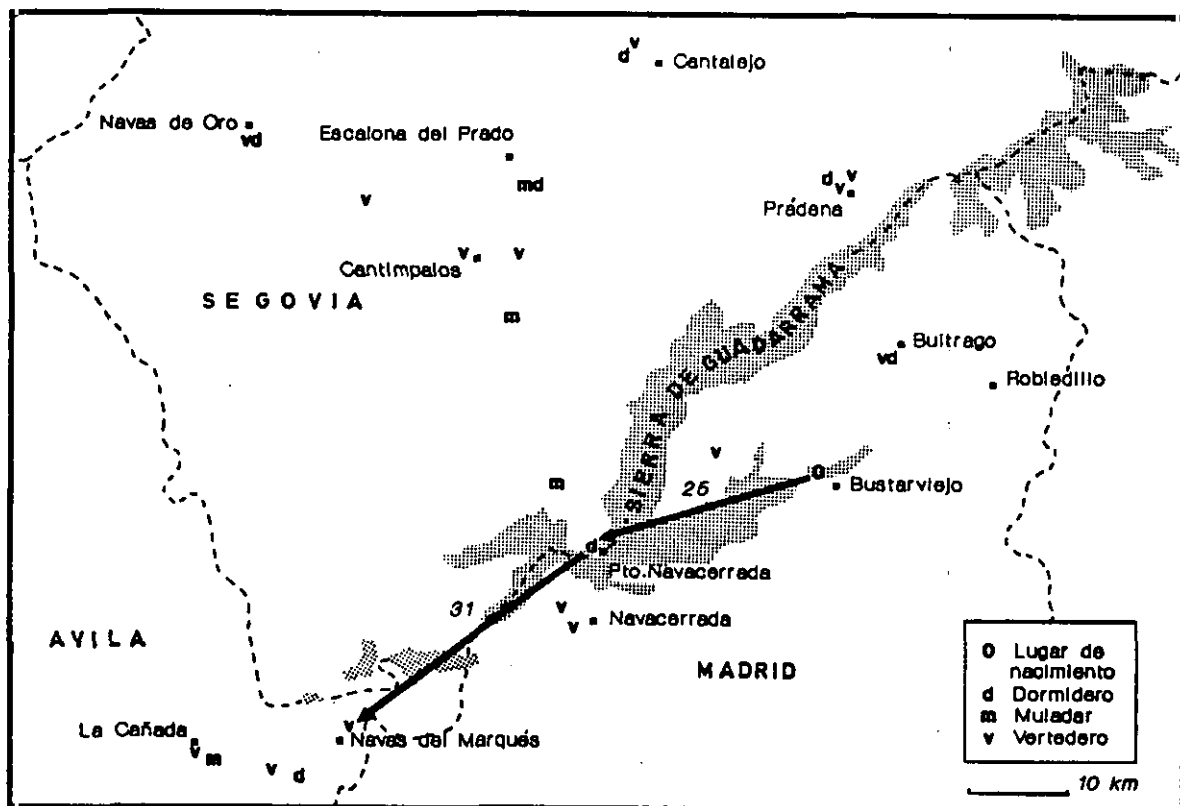 v
d
Cantalejo
Navas de Oro
vd
Escalona del Prado
md
v
d v
v
Prádena
v
Cantimpalos
v
SEGOVIA
m
SIERRA DE GUADARRAMA
Buitrago
vd
Robledillo
v
m
25
O
Bustarviejo
d
Pto. Navacerrada
31
v
v
Navacerrada
AVILA
MADRID
La Cañada
v
m
v
Navas del Marqués
v d
O Lugar de
nacimiento
d Dormidero
m Muladar
v Vertedero
10 km